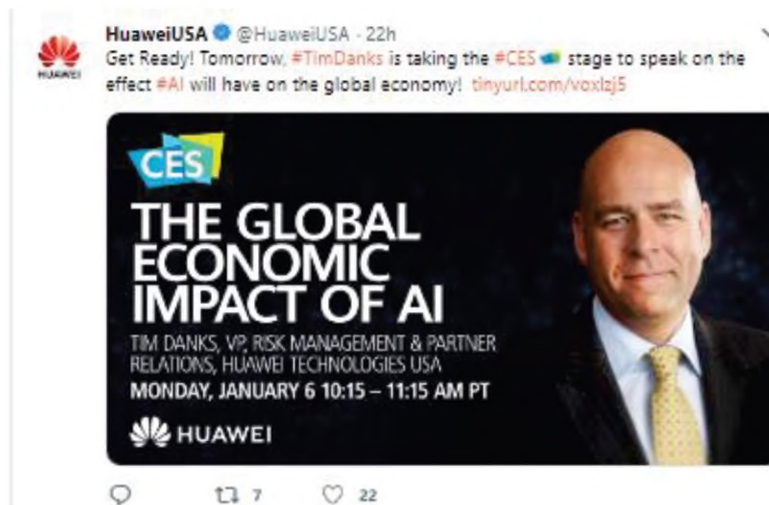 HuaweiUSA @HuaweiUSA · 22h
Get Ready! Tomorrow, #TimDanks is taking the #CES stage to speak on the
effect #AI will have on the global economy! tinyurl.com/voxlzj5
HUAWEI
CES
THE GLOBAL
ECONOMIC
IMPACT OF AI
TIM DANKS, VP, RISK MANAGEMENT & PARTNER
RELATIONS, HUAWEI TECHNOLOGIES USA
MONDAY, JANUARY 6 10:15 – 11:15 AM PT
HUAWEI
7 22